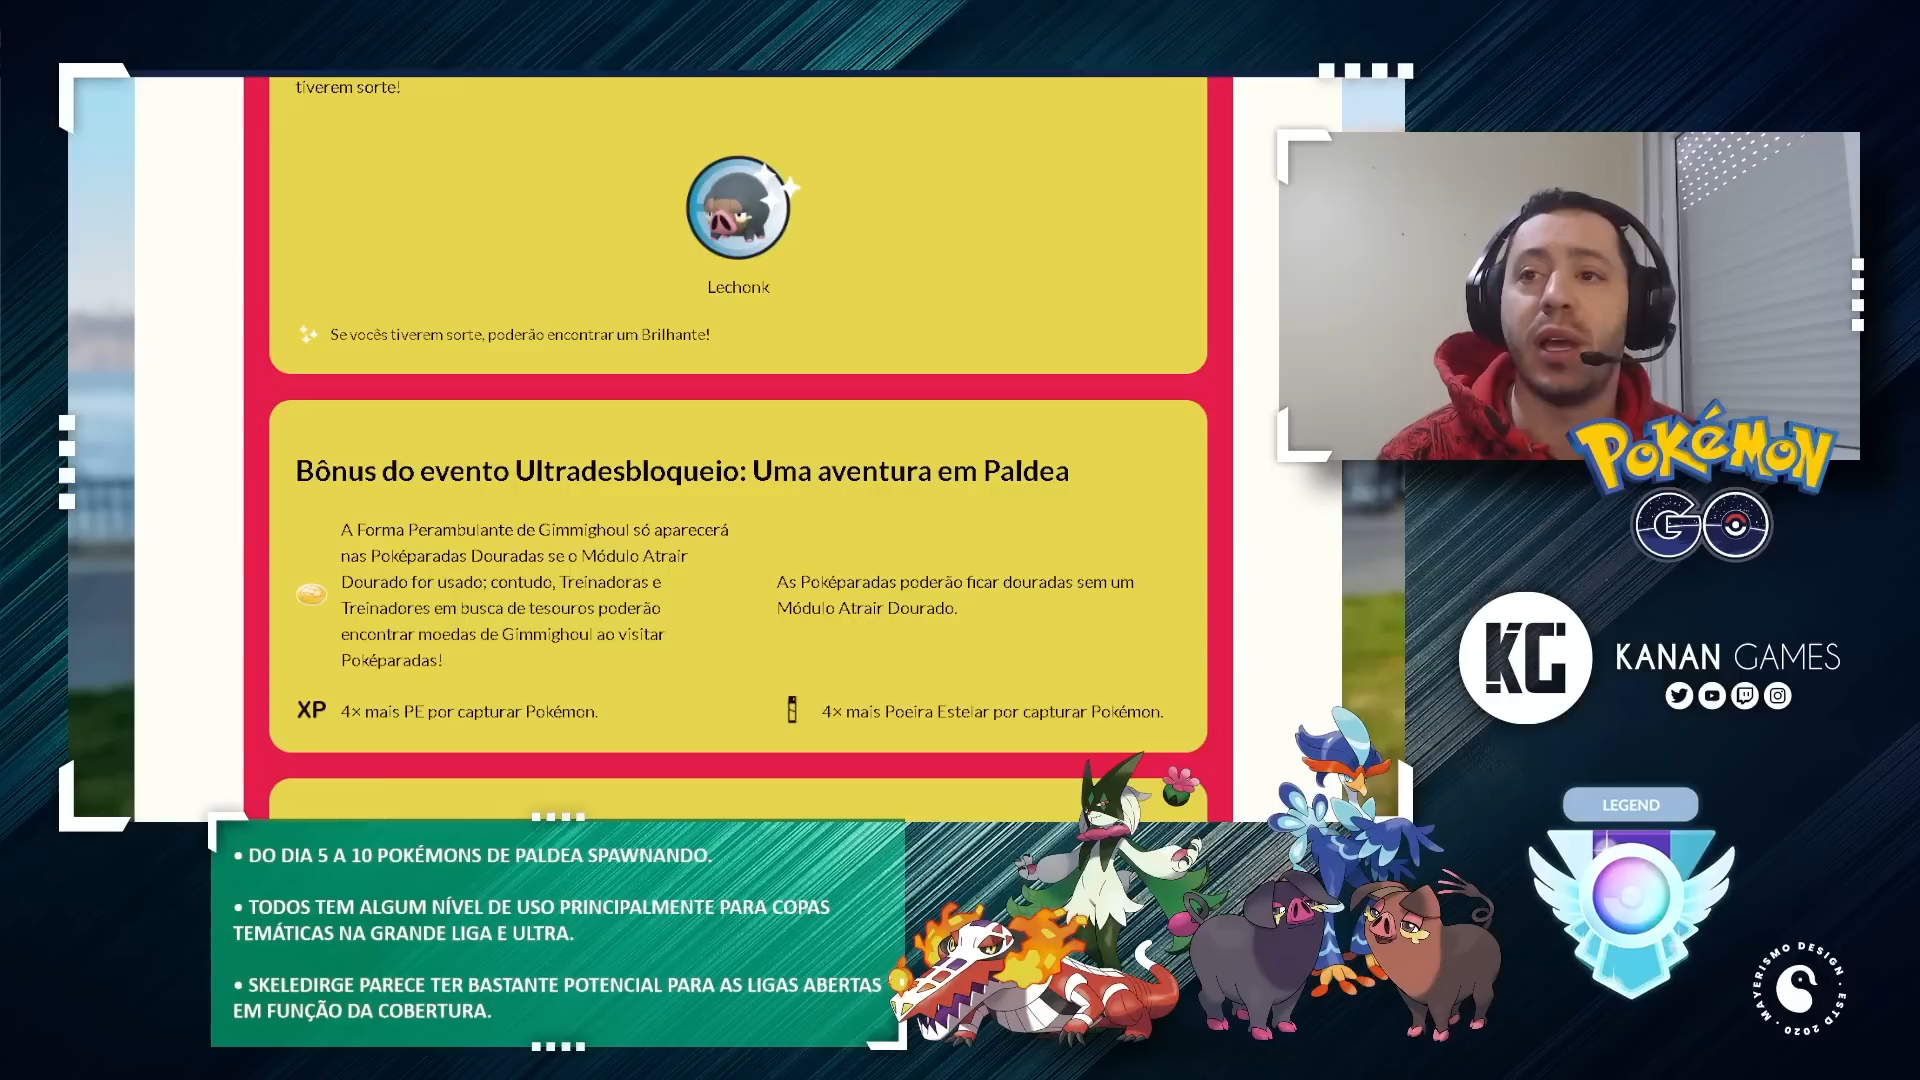 tiverem sorte!
Lechonk
Se vocês tiverem sorte, poderão encontrar um Brilhante!
Bônus do evento Ultradesbloqueio: Uma aventura em Paldea
A Forma Perambulante de Gimmighoul só aparecerá
nas Poképaradas Douradas se o Módulo Atrair
Dourado for usado; contudo, Treinadoras e
Treinadores em busca de tesouros poderão
encontrar moedas de Gimmighoul ao visitar
Poképaradas!
As Poképaradas poderão ficar douradas sem um
Módulo Atrair Dourado.
XP 4× mais PE por capturar Pokémon.
4× mais Poeira Estelar por capturar Pokémon.
• DO DIA 5 A 10 POKÉMONS DE PALDEA SPAWNANDO.
• TODOS TEM ALGUM NÍVEL DE USO PRINCIPALMENTE PARA COPAS
TEMÁTICAS NA GRANDE LIGA E ULTRA.
• SKELEDIRGE PARECE TER BASTANTE POTENCIAL PARA AS LIGAS ABERTAS
EM FUNÇÃO DA COBERTURA.
POKÉMON
GO
KG
KANAN GAMES
LEGEND
MAYERISMO DESIGN · ESTD 2020 ·